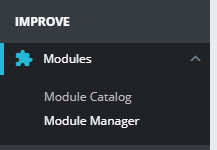 IMPROVE
Modules
Module Catalog
Module Manager